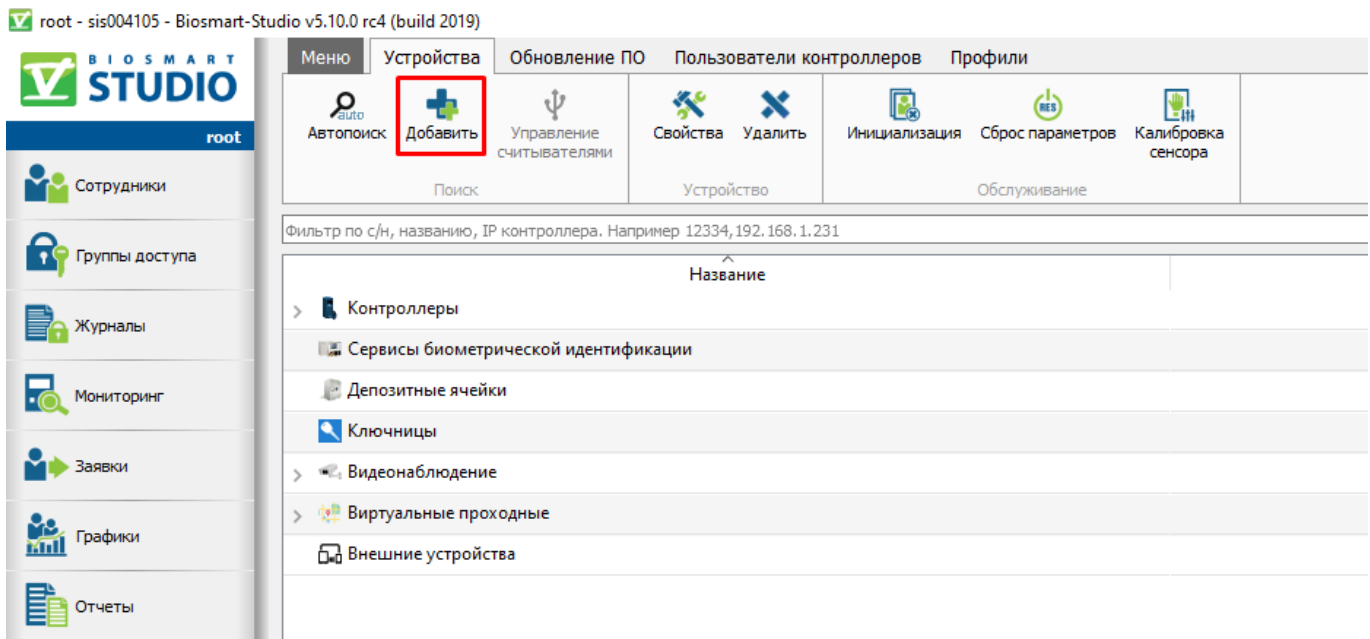 root - sis004105 - Biosmart-Studio v5.10.0 rc4 (build 2019)
BIOSMART
STUDIO
root
Сотрудники
Группы доступа
Журналы
Мониторинг
Заявки
Графики
Отчеты
Меню Устройства Обновление ПО Пользователи контроллеров Профили
auto
Автопоиск Добавить Управление считывателями Свойства Удалить Инициализация RES Сброс параметров Калибровка сенсора
Поиск Устройство Обслуживание
Фильтр по с/н, названию, IP контроллера. Например 12334,192.168.1.231
Название
Контроллеры
Сервисы биометрической идентификации
Депозитные ячейки
Ключницы
Видеонаблюдение
Виртуальные проходные
Внешние устройства